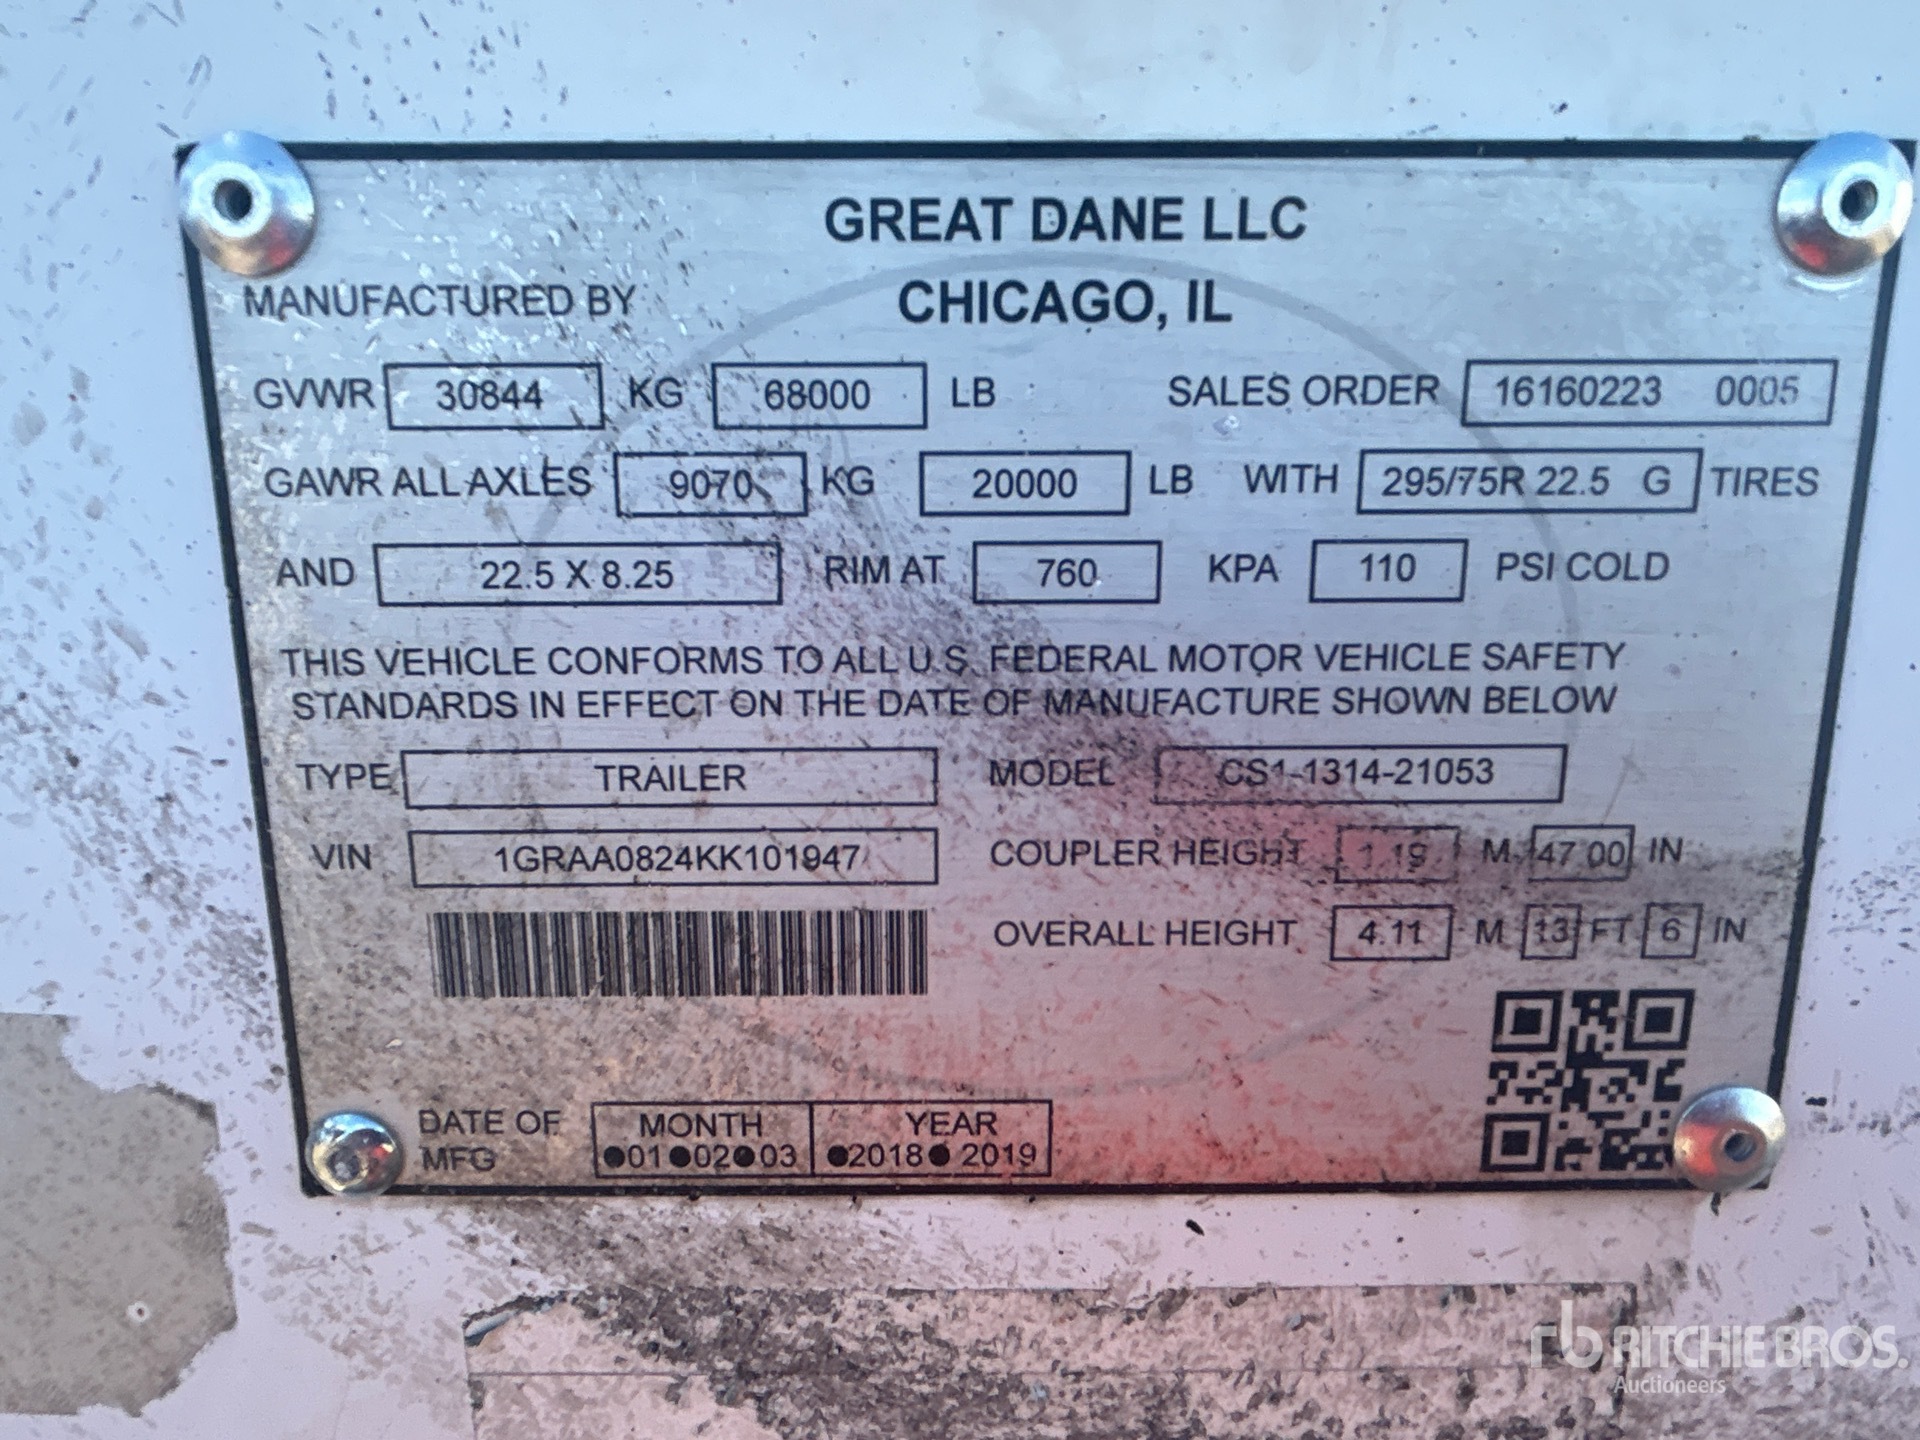 GREAT DANE LLC
MANUFACTURED BY CHICAGO, IL
GVWR 30844 KG 68000 LB SALES ORDER 16160223 0005
GAWR ALL AXLES 9070 KG 20000 LB WITH 295/75R 22.5 G TIRES
AND 22.5 X 8.25 RIM AT 760 KPA 110 PSI COLD
THIS VEHICLE CONFORMS TO ALL U.S. FEDERAL MOTOR VEHICLE SAFETY
STANDARDS IN EFFECT ON THE DATE OF MANUFACTURE SHOWN BELOW
TYPE TRAILER MODEL CS1-1314-21053
VIN 1GRAA0824KK101947 COUPLER HEIGHT 1.19 M 47.00 IN
OVERALL HEIGHT 4.11 M 13 FT 6 IN
DATE OF MFG MONTH YEAR
●01●02●03 ●2018● 2019
rb RITCHIE BROS.
Auctioneers